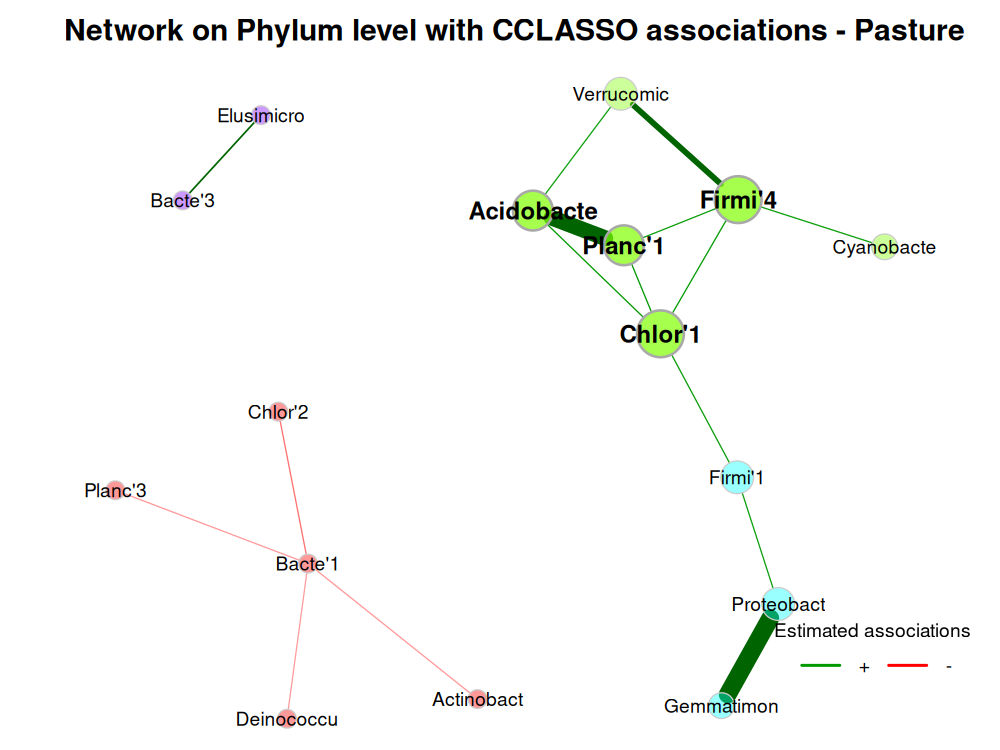 Network on Phylum level with CCLASSO associations - Pasture
Verrucomic
Elusimicro
Bacte'3
Firmi'4
Acidobacte
Planc'1
Cyanobacte
Chlor'1
Chlor'2
Firmi'1
Planc'3
Bacte'1
Proteobact
Estimated associations
+ -
Actinobact
Gemmatimon
Deinococcu